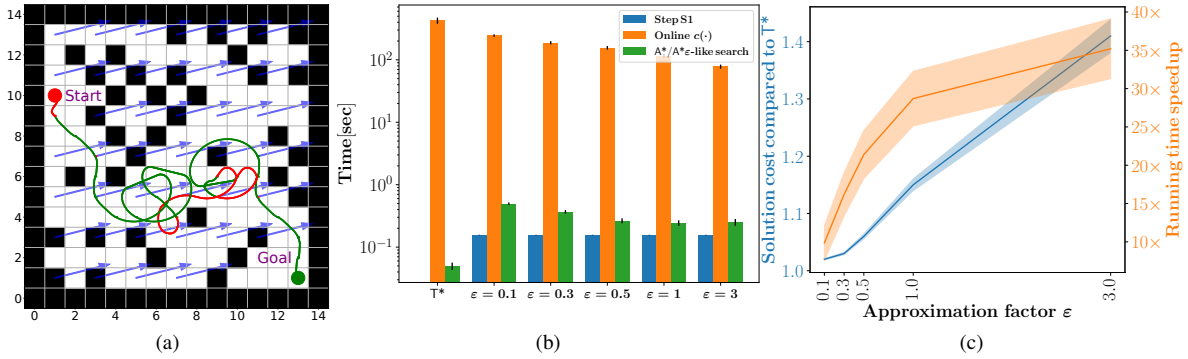 14
12
10
8
6
4
2
0
0 2 4 6 8 10 12 14
Start
Goal
(a)
Time[sec]
10²
10¹
10⁰
10⁻¹
Step S1
Online c(·)
A*/A*ε-like search
T* ε = 0.1 ε = 0.3 ε = 0.5 ε = 1 ε = 3
(b)
Solution cost compared to T*
1.4
1.3
1.2
1.1
1.0
0.1 0.3 0.5 1.0 3.0
Approximation factor ε
40×
35×
30×
25×
20×
15×
10×
Running time speedup
(c)